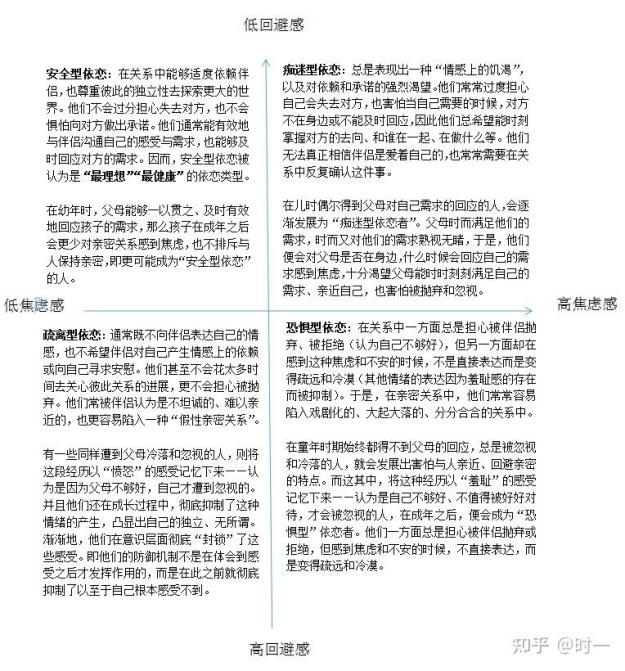 低回避感
安全型依恋：在关系中能够适度依赖伴
侣，也尊重彼此的独立性去探索更大的世
界。他们不会过分担心失去对方，也不会
惧怕向对方做出承诺。他们通常能有效地
与伴侣沟通自己的感受与需求，也能够及
时回应对方的需求。因而，安全型依恋被
认为是“最理想”“最健康”的依恋类型。
在幼年时，父母能够一以贯之、及时有效
地回应孩子的需求，那么孩子在成年之后
会更少对亲密关系感到焦虑，也不排斥与
人保持亲密，即更可能成为“安全型依恋”
的人。
痴迷型依恋：总是表现出一种“情感上的饥渴”，
以及对依恋和承诺的强烈渴望。他们常常过度担心
自己会失去对方，也害怕当自己需要的时候，对方
不在身边或不能及时回应，因此他们总希望能时刻
掌握对方的去向、和谁在一起、在做什么等。他们
无法真正相信伴侣是爱着自己的，也常常需要在关
系中反复确认这件事。
在儿时偶尔得到父母对自己需求的回应的人，会逐
渐发展为“痴迷型依恋者”。父母时而满足他们的
需求，时而又对他们的需求熟视无睹，于是，他们
便会对父母是否在身边，什么时候会回应自己的需
求感到焦虑，十分渴望父母能时时刻刻满足自己的
需求、亲近自己，也害怕被抛弃和忽视。
低焦虑感
高焦虑感
疏离型依恋：通常既不向伴侣表达自己的情
感，也不希望伴侣对自己产生情感上的依赖
或向自己寻求安慰。他们甚至不会花太多时
间去关心彼此关系的进展，更不会担心被抛
弃。他们常被伴侣认为是不坦诚的、难以亲
近的，也更容易陷入一种“假性亲密关系”。
有一些同样遭到父母冷落和忽视的人，则将
这段经历以“愤怒”的感受记忆下来——认
为是因为父母不够好，自己才遭到忽视的。
并且他们还在成长过程中，彻底抑制了这种
情绪的产生，凸显出自己的独立、无所谓。
渐渐地，他们在意识层面彻底“封锁”了这
些感受。即他们的防御机制不是在体会到感
受之后才发挥作用的，而是在此之前就彻底
抑制了以至于自己根本感受不到。
恐惧型依恋：在关系中一方面总是担心被伴侣抛
弃、被拒绝（认为自己不够好），但另一方面却在
感到这种焦虑和不安的时候，不是直接表达而是变
得疏远和冷漠（其他情绪的表达因为羞耻感的存在
而被抑制）。于是，在亲密关系中，他们常常容易
陷入戏剧化的、大起大落的、分分合合的关系中。
在童年时期始终都得不到父母的回应，总是被忽视
和冷落的人，就会发展出害怕与人亲近、回避亲密
的特点。而这其中，将这种经历以“羞耻”的感受
记忆下来——认为是自己不够好、不值得被好好对
待，才会被忽视的人，在成年之后，便会成为“恐
惧型”依恋者。他们一方面总是担心被伴侣抛弃或
拒绝，但感到焦虑和不安的时候，不直接表达，而
是变得疏远和冷漠。
高回避感
知乎 @时一